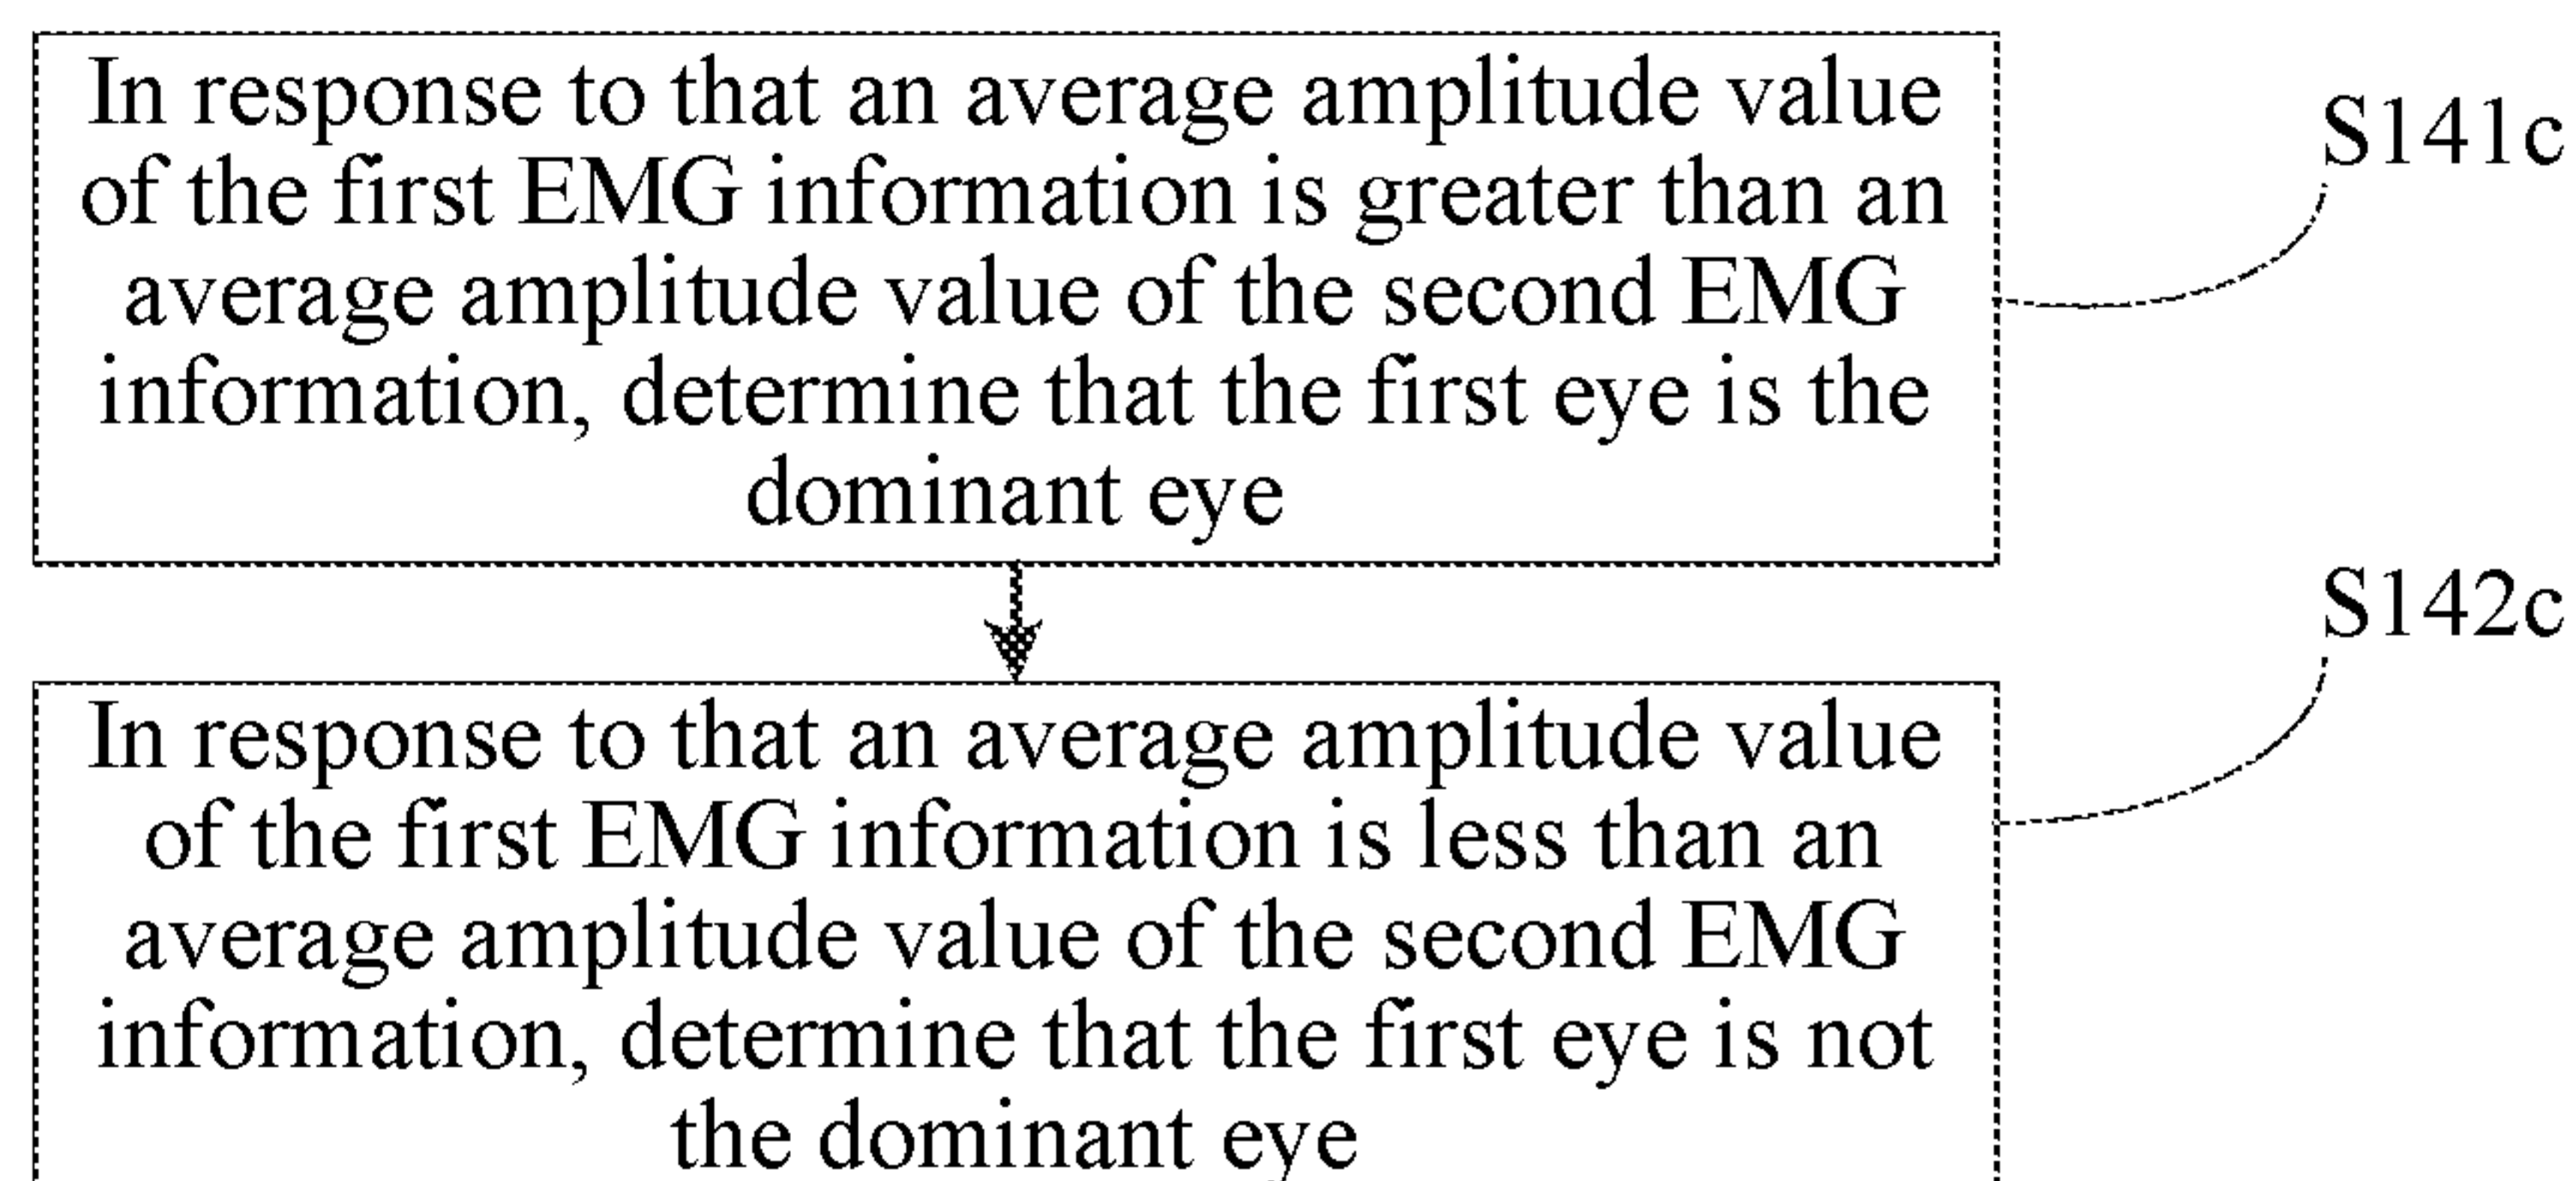 In response to that an average amplitude value
of the first EMG information is greater than an
average amplitude value of the second EMG
information, determine that the first eye is the
dominant eye
S141c
In response to that an average amplitude value
of the first EMG information is less than an
average amplitude value of the second EMG
information, determine that the first eye is not
the dominant eye
S142c